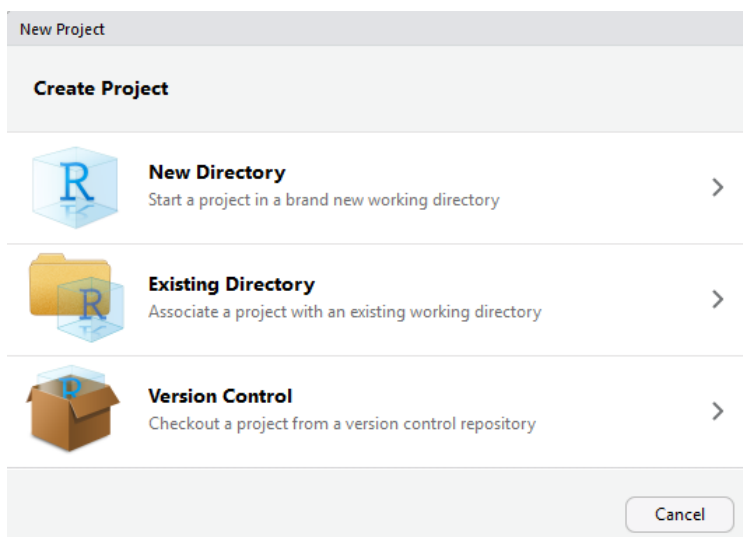 New Project
Create Project
R
New Directory
Start a project in a brand new working directory
R
Existing Directory
Associate a project with an existing working directory
R
Version Control
Checkout a project from a version control repository
Cancel